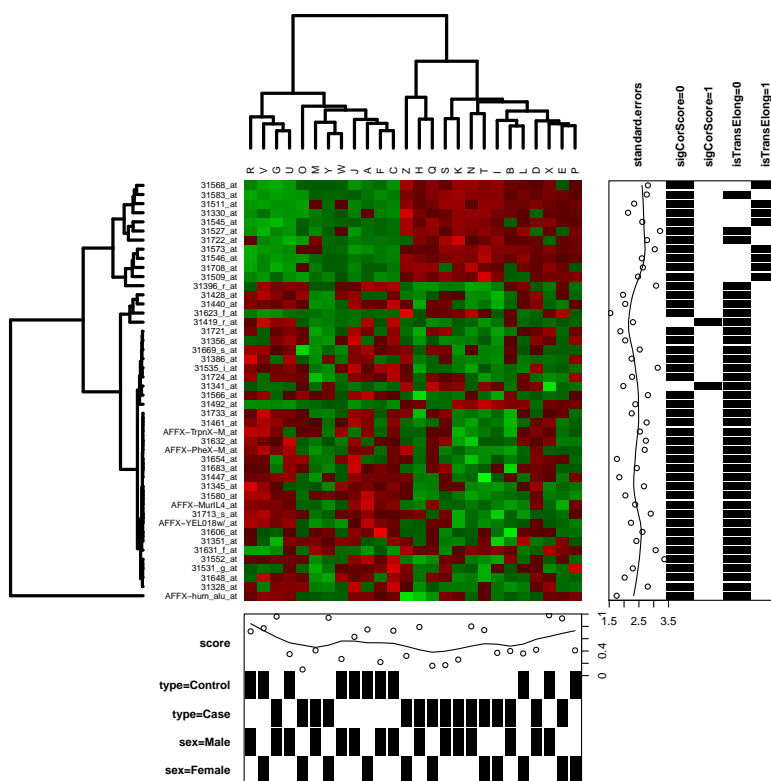 standard.errors
sigCorScore=0
sigCorScore=1
isTransElong=0
isTransElong=1
R V G U O M Y W J A F C Z H Q S K N T I B L D X E P
31568_at
31583_at
31511_at
31330_at
31545_at
31527_at
31722_at
31573_at
31546_at
31708_at
31509_at
31396_r_at
31428_at
31440_at
31623_f_at
31419_r_at
31721_at
31356_at
31669_s_at
31386_at
31535_i_at
31724_at
31341_at
31566_at
31492_at
31733_at
31461_at
AFFX−TrpnX−M_at
31632_at
AFFX−PheX−M_at
31654_at
31683_at
31447_at
31345_at
31580_at
AFFX−MurIL4_at
31713_s_at
AFFX−YEL018w/_at
31606_at
31351_at
31631_f_at
31552_at
31531_g_at
31648_at
31328_at
AFFX−hum_alu_at
1.5 2.5 3.5
score
0 0.4 1
type=Control
type=Case
sex=Male
sex=Female